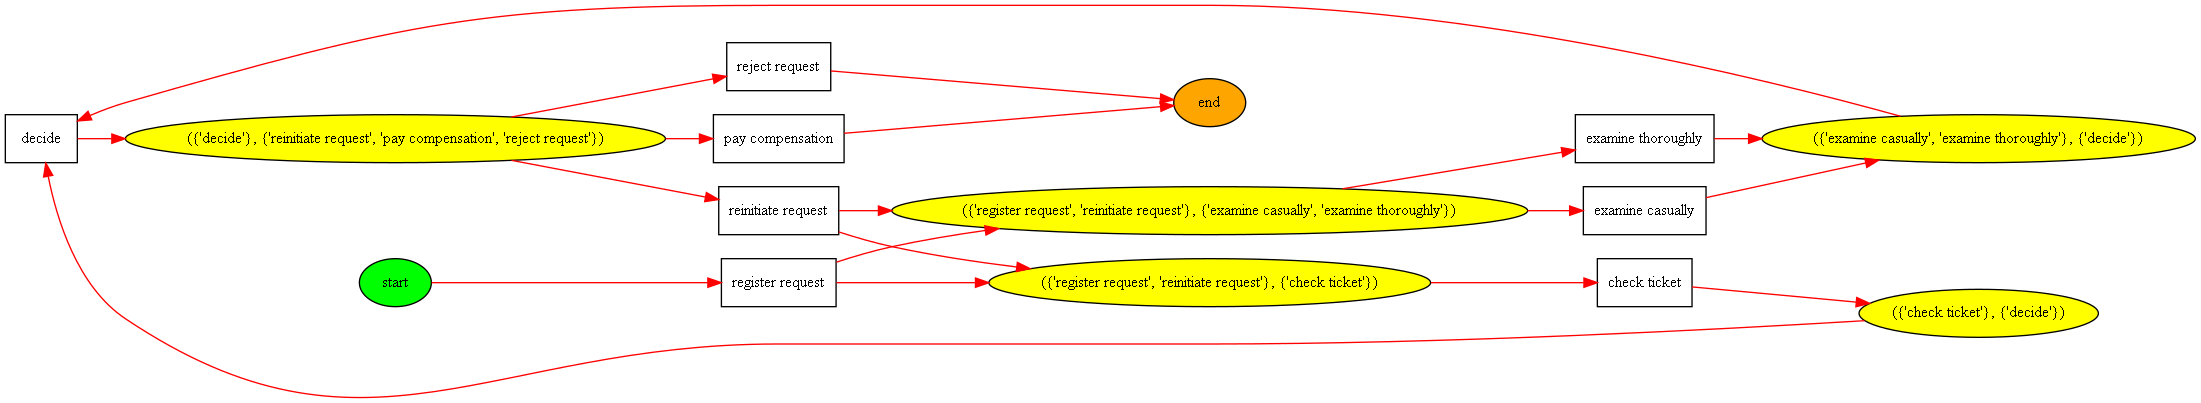 reject request
end
decide
({'decide'}, {'reinitiate request', 'pay compensation', 'reject request'})
pay compensation
examine thoroughly
({'examine casually', 'examine thoroughly'}, {'decide'})
reinitiate request
({'register request', 'reinitiate request'}, {'examine casually', 'examine thoroughly'})
examine casually
start
register request
({'register request', 'reinitiate request'}, {'check ticket'})
check ticket
({'check ticket'}, {'decide'})